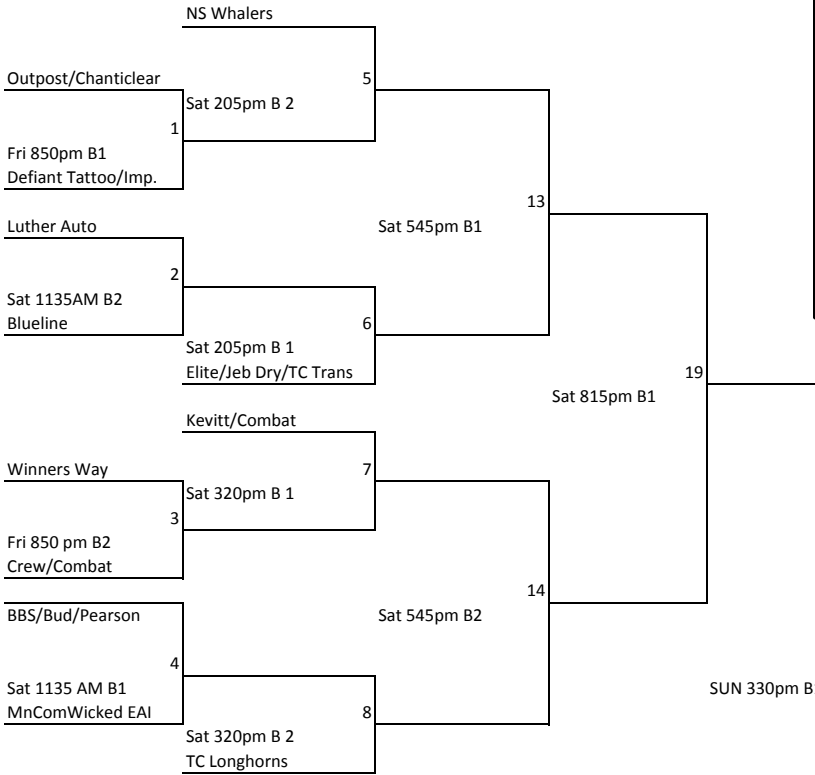 NS Whalers
Outpost/Chanticlear
5
Sat 205pm B 2
1
Fri 850pm B1
Defiant Tattoo/Imp.
13
Luther Auto
Sat 545pm B1
2
Sat 1135AM B2
Blueline
6
Sat 205pm B 1
Elite/Jeb Dry/TC Trans
19
Sat 815pm B1
Kevitt/Combat
Winners Way
7
Sat 320pm B 1
3
Fri 850 pm B2
Crew/Combat
14
BBS/Bud/Pearson
Sat 545pm B2
4
Sat 1135 AM B1
SUN 330pm B
MnComWicked EAI
8
Sat 320pm B 2
TC Longhorns